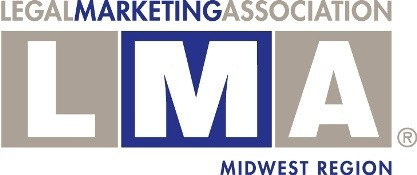 LEGALMARKETINGASSOCIATION
LMA®
MIDWEST REGION